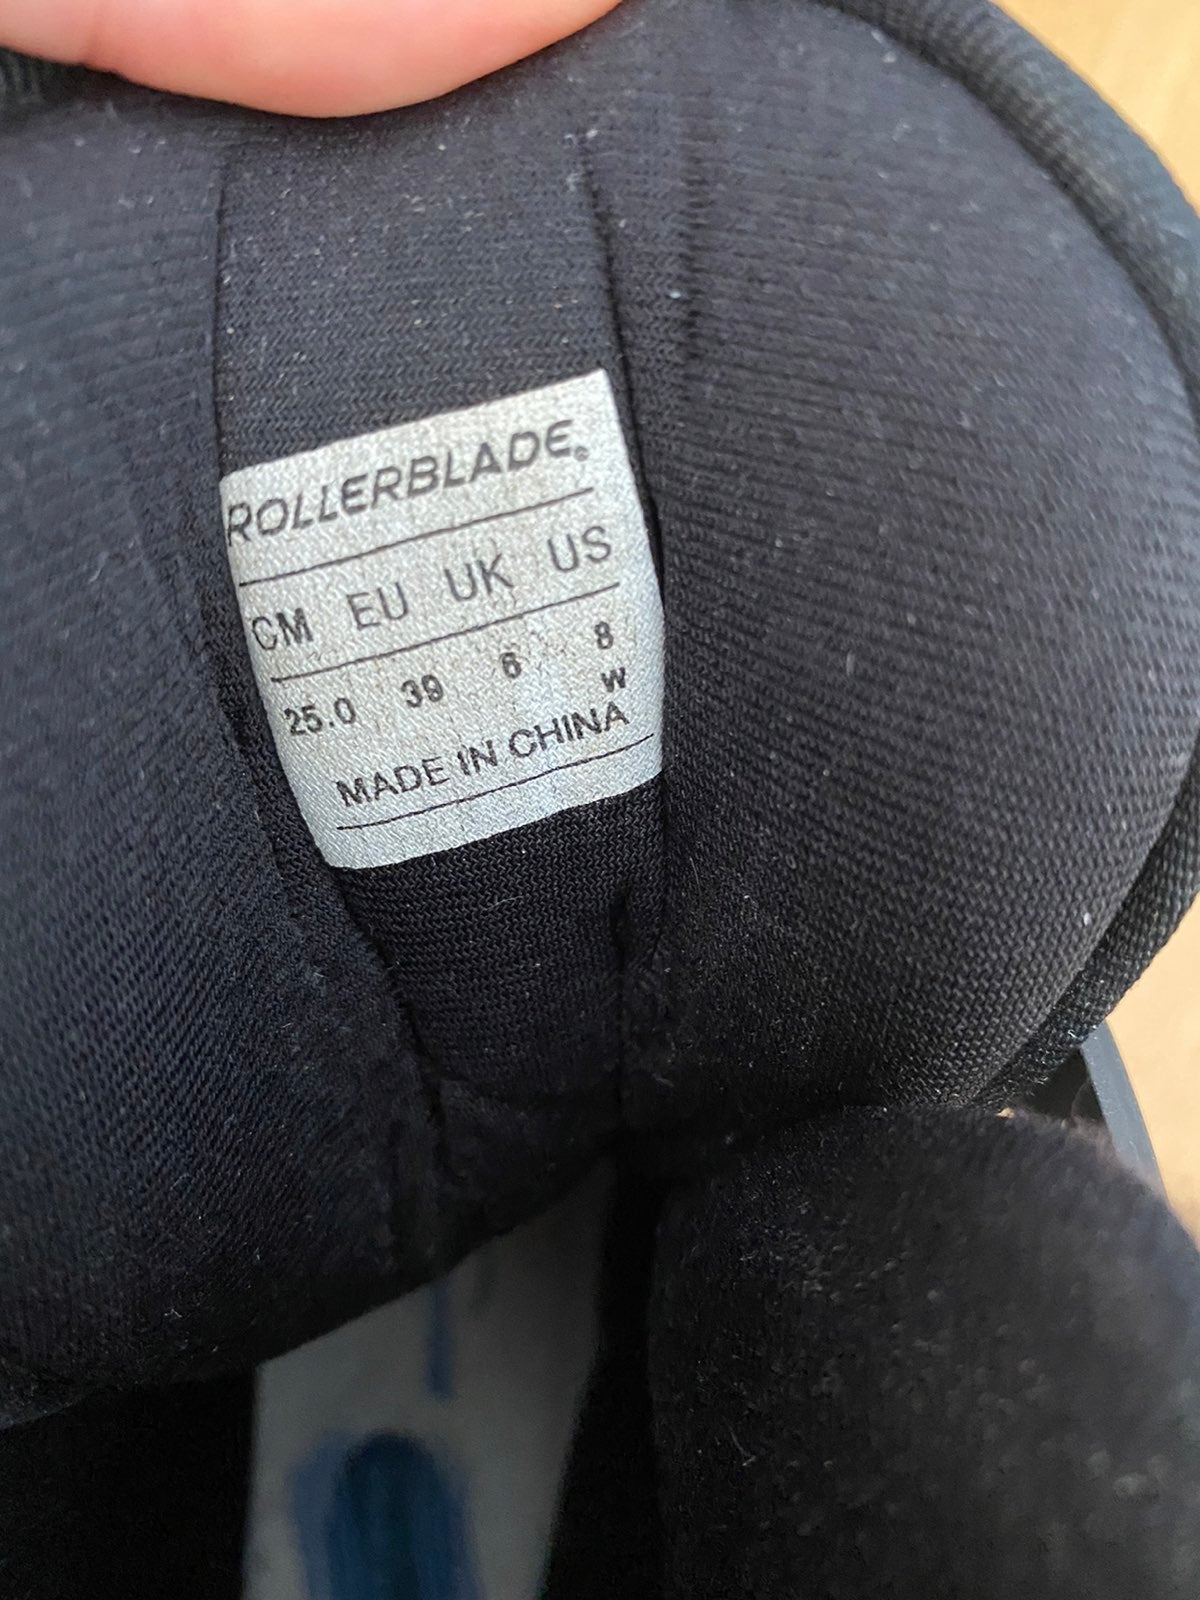 ROLLERBLADE®
CM EU UK US
25.0 39 6 8
W
MADE IN CHINA